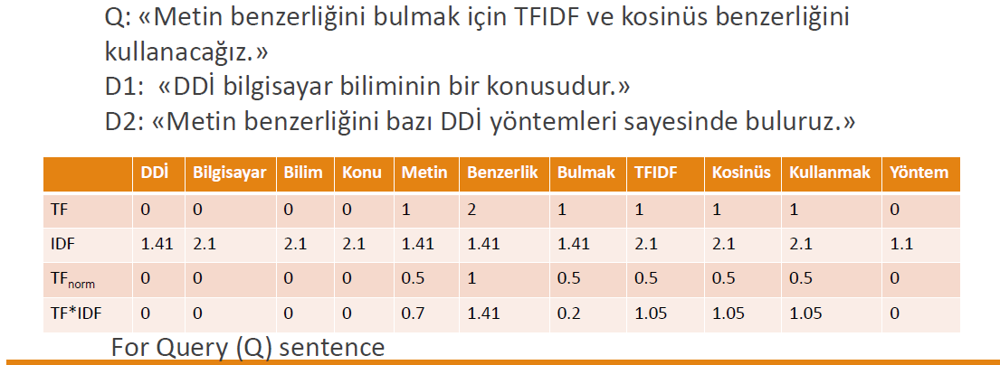 Q: «Metin benzerliğini bulmak için TFIDF ve kosinüs benzerliğini
kullanacağız.»
D1: «DDİ bilgisayar biliminin bir konusudur.»
D2: «Metin benzerliğini bazı DDİ yöntemleri sayesinde buluruz.»
DDİ Bilgisayar Bilim Konu Metin Benzerlik Bulmak TFIDF Kosinüs Kullanmak Yöntem
TF 0 0 0 0 1 2 1 1 1 1 0
IDF 1.41 2.1 2.1 2.1 1.41 1.41 1.41 2.1 2.1 2.1 1.1
TFnorm 0 0 0 0 0.5 1 0.5 0.5 0.5 0.5 0
TF*IDF 0 0 0 0 0.7 1.41 0.2 1.05 1.05 1.05 0
For Query (Q) sentence